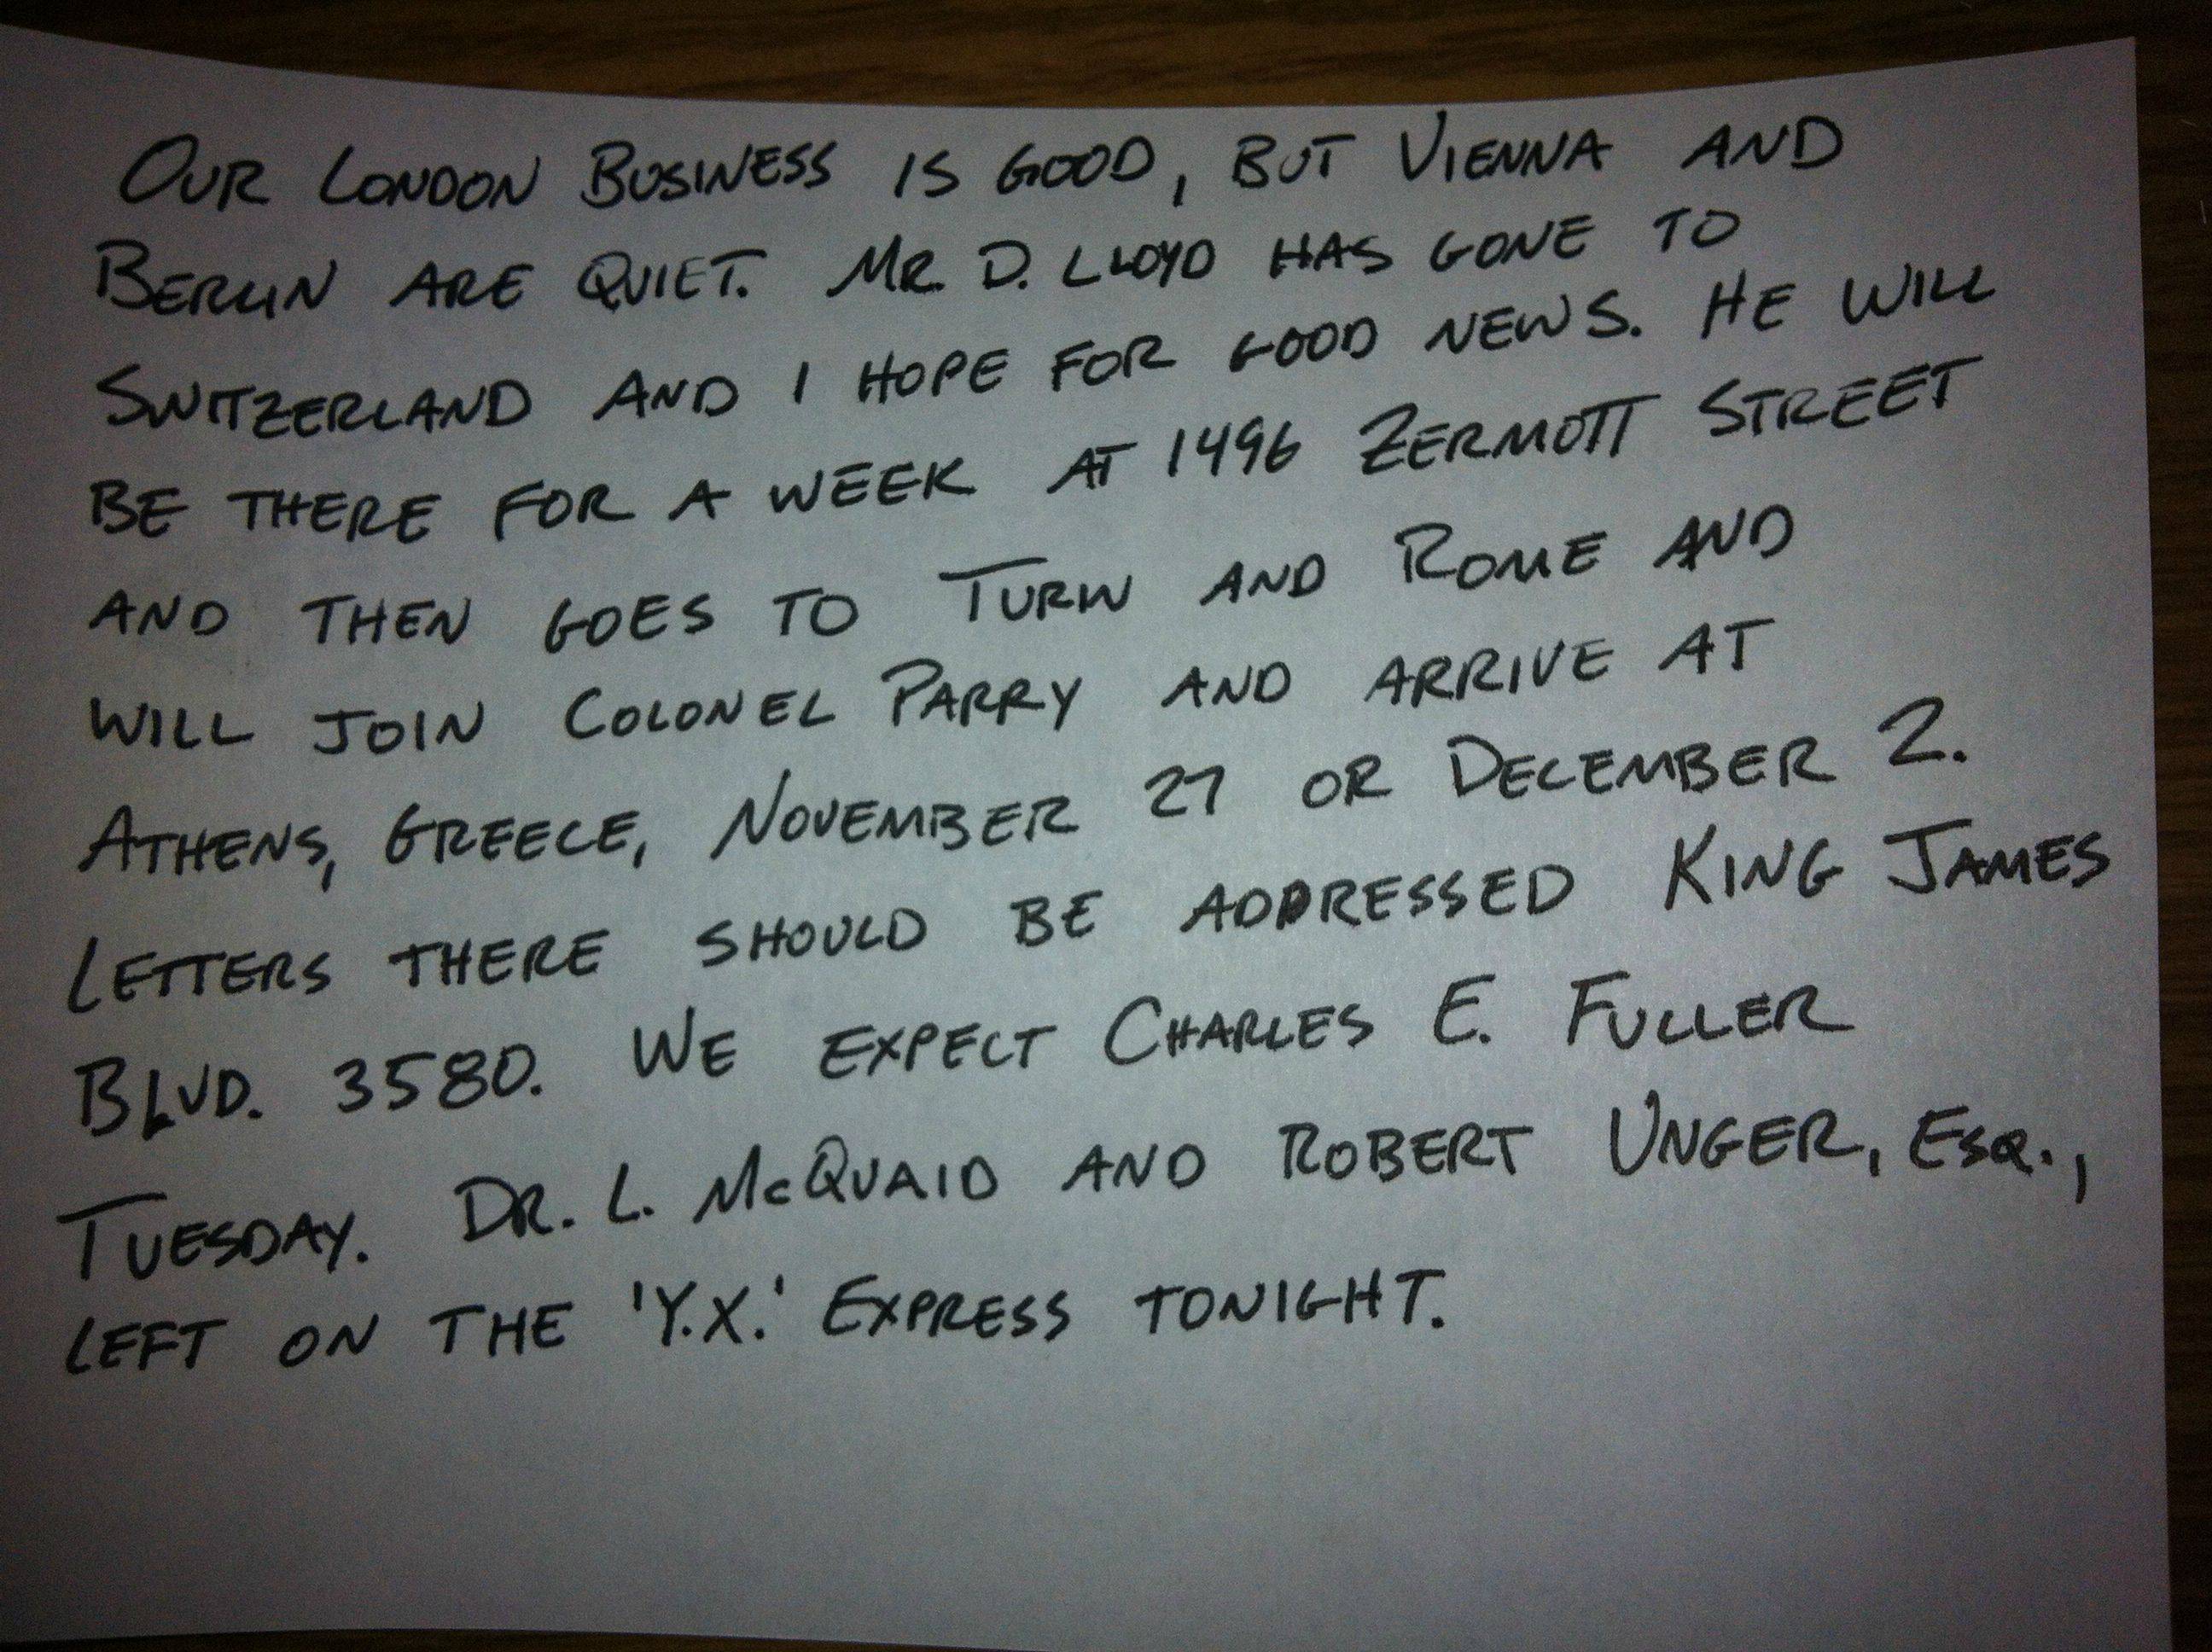 OUR LONDON BUSINESS IS GOOD, BUT VIENNA AND
BERLIN ARE QUIET. MR. D. LLOYD HAS GONE TO
SWITZERLAND AND I HOPE FOR GOOD NEWS. HE WILL
BE THERE FOR A WEEK AT 1496 ZERMOTT STREET
AND THEN GOES TO TURIN AND ROME AND
WILL JOIN COLONEL PARRY AND ARRIVE AT
ATHENS, GREECE, NOVEMBER 27 OR DECEMBER 2.
LETTERS THERE SHOULD BE ADDRESSED KING JAMES
BLVD. 3580. WE EXPECT CHARLES E. FULLER
TUESDAY. DR. L. McQUAID AND ROBERT UNGER, ESQ.,
LEFT ON THE 'Y.X.' EXPRESS TONIGHT.